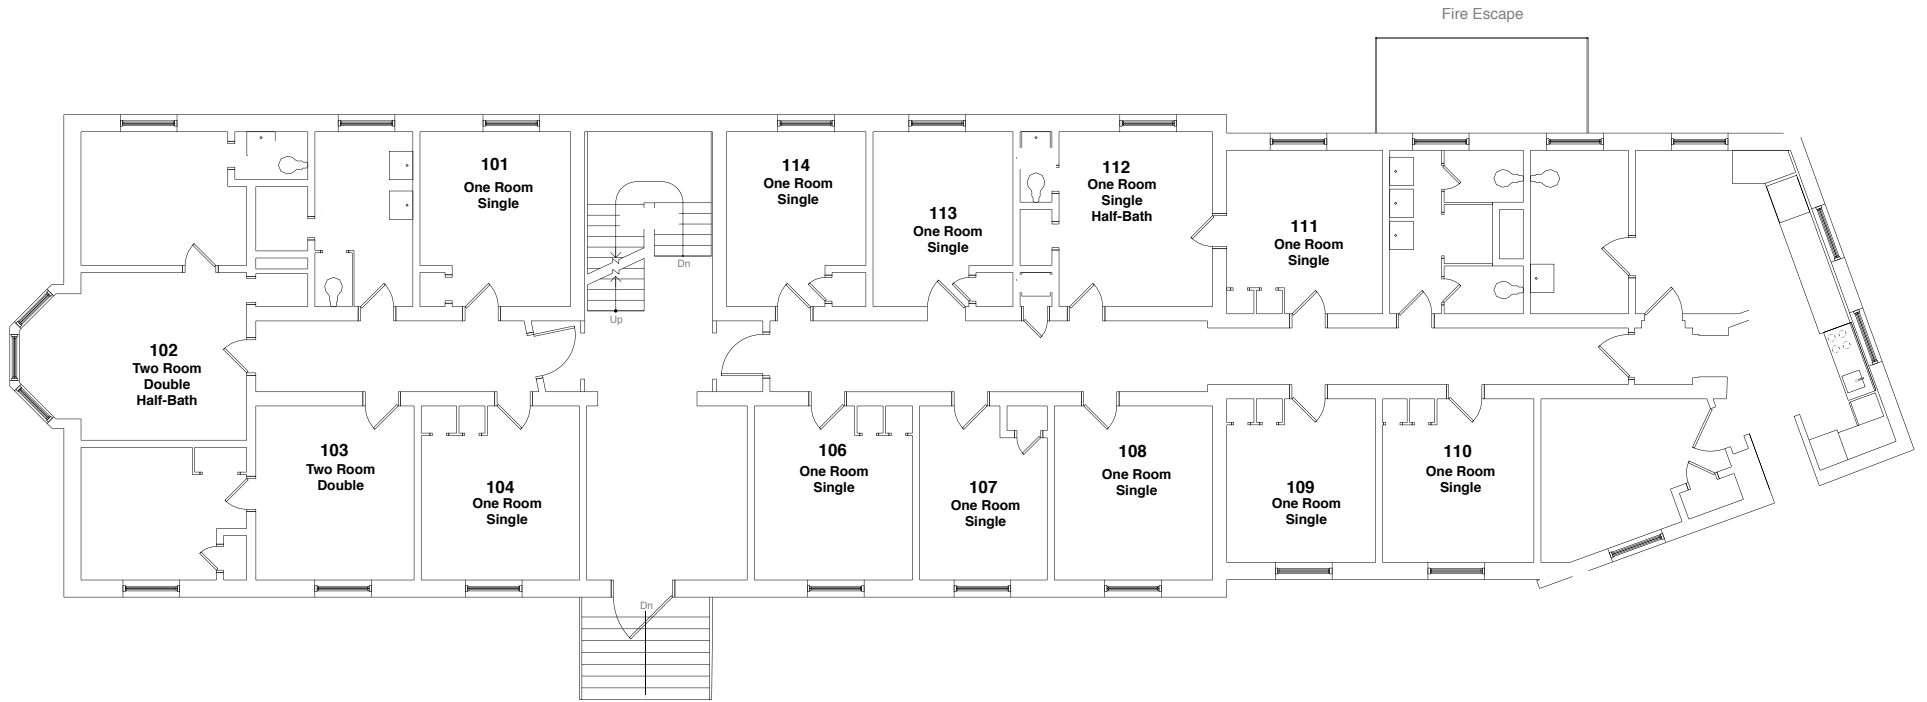 Fire Escape
101
One Room
Single
114
One Room
Single
113
One Room
Single
112
One Room
Single
Half-Bath
111
One Room
Single
Dn
Up
102
Two Room
Double
Half-Bath
103
Two Room
Double
104
One Room
Single
106
One Room
Single
107
One Room
Single
108
One Room
Single
109
One Room
Single
110
One Room
Single
Dn